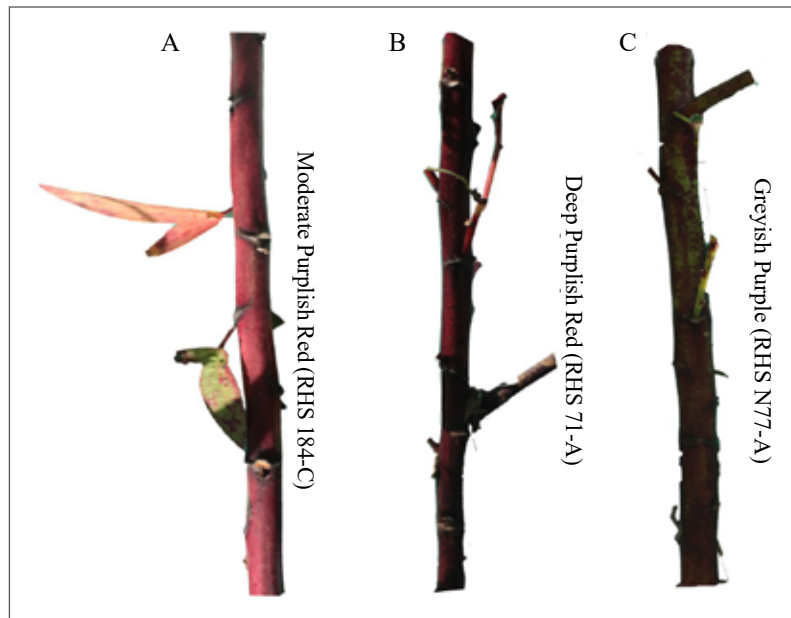 A
B
C
Moderate Purplish Red (RHS 184-C)
Deep Purplish Red (RHS 71-A)
Greyish Purple (RHS N77-A)